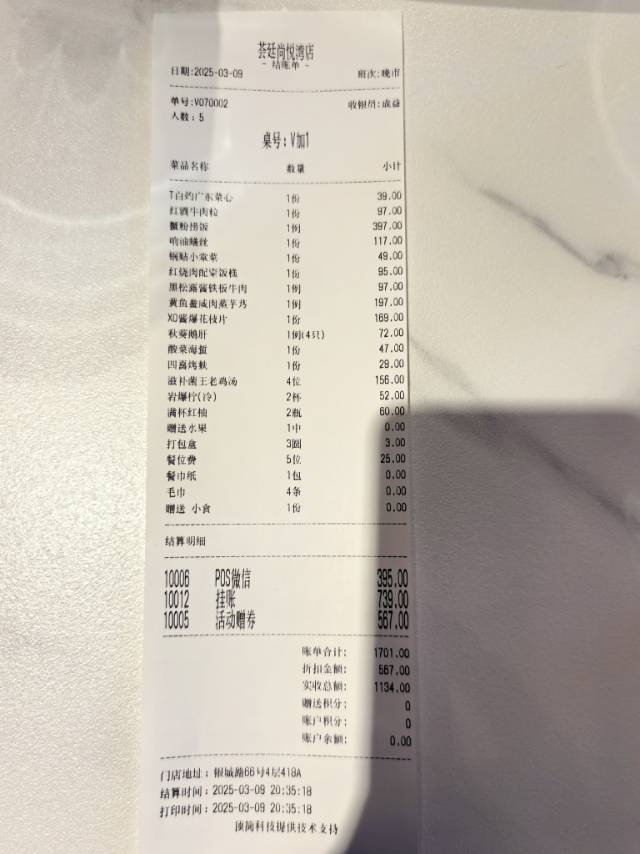 荟廷尚悦湾店
- 结账单 -
日期:2025-03-09 班次:晚市
单号:V070002 收银员:成益
人数:5
桌号:V加1
菜品名称 数量 小计
T白灼广东菜心 1份 39.00
红酒牛肉粒 1份 97.00
蟹粉捞饭 1例 397.00
响油鳝丝 1份 117.00
锅贴小棠菜 1份 49.00
红烧肉配宁饭糕 1份 95.00
黑松露酱铁板牛肉 1例 97.00
黄鱼鲞咸肉蒸芋艿 1例 197.00
XO酱爆花枝片 1份 169.00
秋葵鹅肝 1例(4只) 72.00
酸菜海蜇 1份 47.00
四喜烤麸 1份 29.00
滋补菌王老鸡汤 4位 156.00
岩爆柠(冷) 2杯 52.00
满杯红柚 2瓶 60.00
赠送水果 1中 0.00
打包盒 3圆 3.00
餐位费 5位 25.00
餐巾纸 1包 0.00
毛巾 4条 0.00
赠送 小食 1份 0.00
结算明细
10006 POS微信 395.00
10012 挂账 739.00
10005 活动赠券 567.00
账单合计: 1701.00
折扣金额: 567.00
实收总额: 1134.00
赠送积分: 0
账户积分: 0
账户余额: 0.00
门店地址: 银城路66号4层418A
结算时间: 2025-03-09 20:35:18
打印时间: 2025-03-09 20:35:18
顶简科技提供技术支持